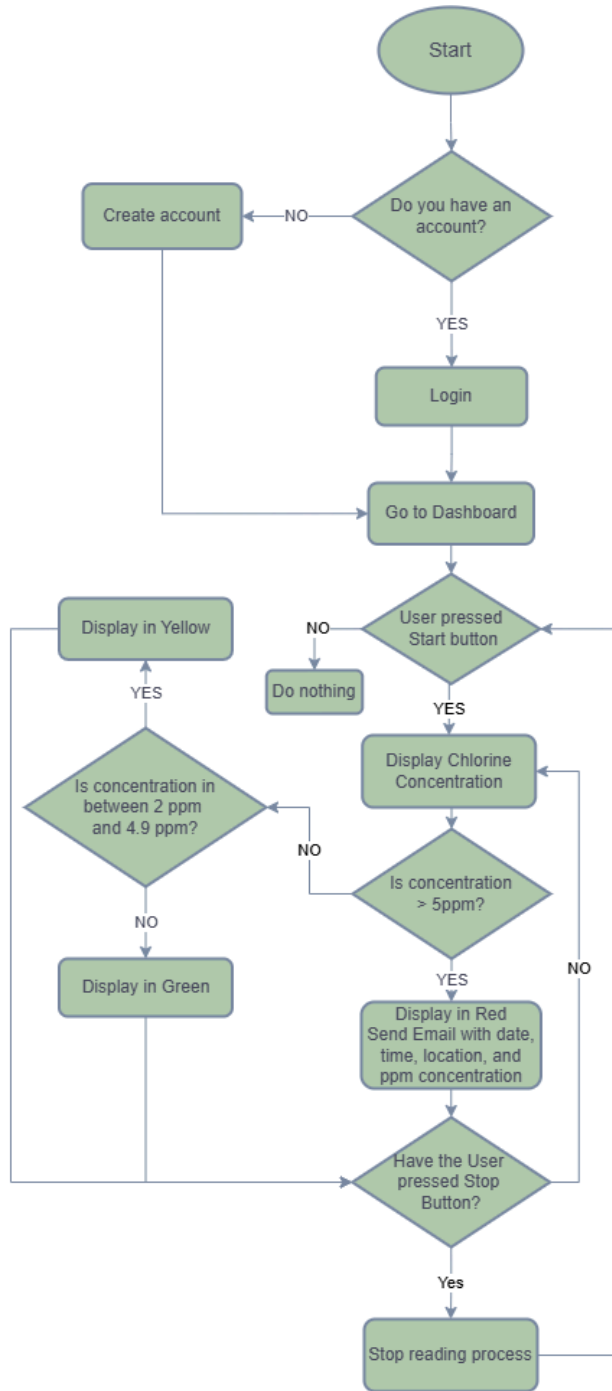 Start
Do you have an
account?
NO
Create account
YES
Login
Go to Dashboard
User pressed
Start button
NO
Do nothing
YES
Display Chlorine
Concentration
Is concentration
> 5ppm?
NO
Is concentration in
between 2 ppm
and 4.9 ppm?
YES
Display in Yellow
NO
Display in Green
YES
Display in Red
Send Email with date,
time, location, and
ppm concentration
Have the User
pressed Stop
Button?
NO
Yes
Stop reading process